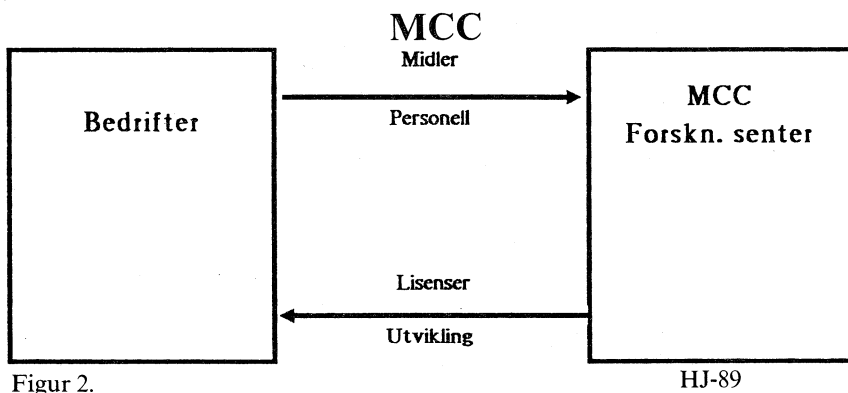 MCC
Midler
Personell
Bedrifter
MCC
Forskn. senter
Lisenser
Utvikling
Figur 2.
HJ-89